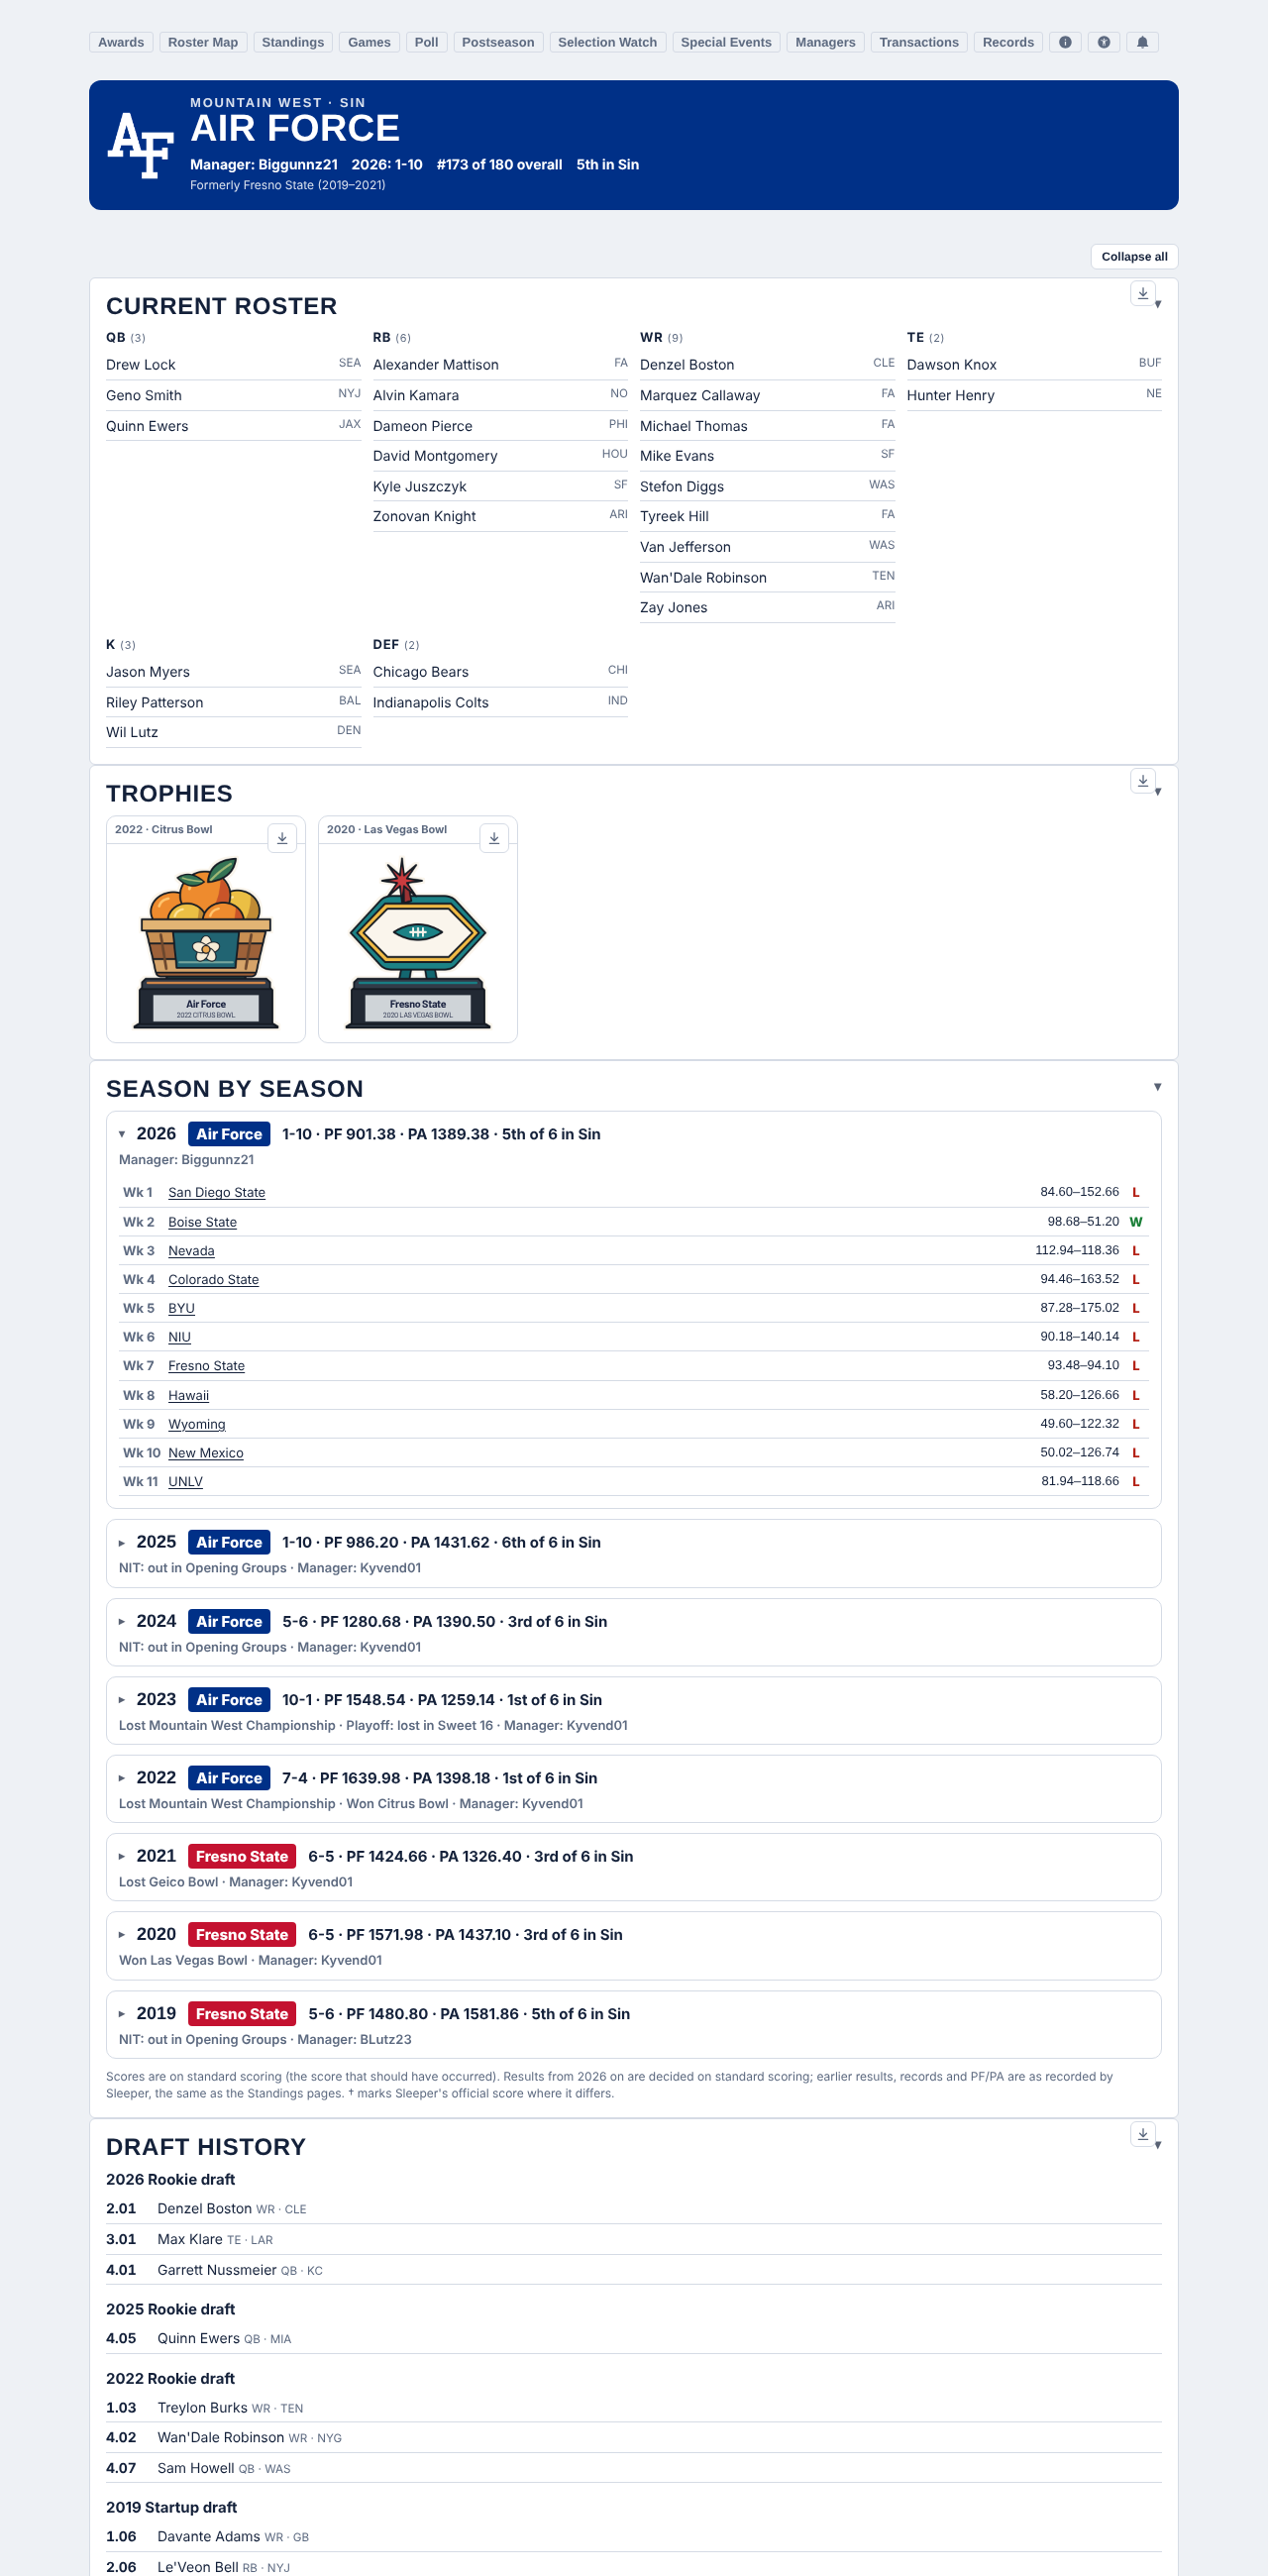 Awards Roster Map Standings Games Poll Postseason Selection Watch Special Events Managers Transactions Records
AF
MOUNTAIN WEST · SIN
AIR FORCE
Manager: Biggunnz21 2026: 1-10 #173 of 180 overall 5th in Sin
Formerly Fresno State (2019–2021)
Collapse all
CURRENT ROSTER
QB (3)
Drew Lock SEA
Geno Smith NYJ
Quinn Ewers JAX
RB (6)
Alexander Mattison FA
Alvin Kamara NO
Dameon Pierce PHI
David Montgomery HOU
Kyle Juszczyk SF
Zonovan Knight ARI
WR (9)
Denzel Boston CLE
Marquez Callaway FA
Michael Thomas FA
Mike Evans SF
Stefon Diggs WAS
Tyreek Hill FA
Van Jefferson WAS
Wan'Dale Robinson TEN
Zay Jones ARI
TE (2)
Dawson Knox BUF
Hunter Henry NE
K (3)
Jason Myers SEA
Riley Patterson BAL
Wil Lutz DEN
DEF (2)
Chicago Bears CHI
Indianapolis Colts IND
TROPHIES
2022 · Citrus Bowl
Air Force
2022 CITRUS BOWL
2020 · Las Vegas Bowl
Fresno State
2020 LAS VEGAS BOWL
SEASON BY SEASON
2026 Air Force 1-10 · PF 901.38 · PA 1389.38 · 5th of 6 in Sin
Manager: Biggunnz21
Wk 1 San Diego State 84.60–152.66 L
Wk 2 Boise State 98.68–51.20 W
Wk 3 Nevada 112.94–118.36 L
Wk 4 Colorado State 94.46–163.52 L
Wk 5 BYU 87.28–175.02 L
Wk 6 NIU 90.18–140.14 L
Wk 7 Fresno State 93.48–94.10 L
Wk 8 Hawaii 58.20–126.66 L
Wk 9 Wyoming 49.60–122.32 L
Wk 10 New Mexico 50.02–126.74 L
Wk 11 UNLV 81.94–118.66 L
2025 Air Force 1-10 · PF 986.20 · PA 1431.62 · 6th of 6 in Sin
NIT: out in Opening Groups · Manager: Kyvend01
2024 Air Force 5-6 · PF 1280.68 · PA 1390.50 · 3rd of 6 in Sin
NIT: out in Opening Groups · Manager: Kyvend01
2023 Air Force 10-1 · PF 1548.54 · PA 1259.14 · 1st of 6 in Sin
Lost Mountain West Championship · Playoff: lost in Sweet 16 · Manager: Kyvend01
2022 Air Force 7-4 · PF 1639.98 · PA 1398.18 · 1st of 6 in Sin
Lost Mountain West Championship · Won Citrus Bowl · Manager: Kyvend01
2021 Fresno State 6-5 · PF 1424.66 · PA 1326.40 · 3rd of 6 in Sin
Lost Geico Bowl · Manager: Kyvend01
2020 Fresno State 6-5 · PF 1571.98 · PA 1437.10 · 3rd of 6 in Sin
Won Las Vegas Bowl · Manager: Kyvend01
2019 Fresno State 5-6 · PF 1480.80 · PA 1581.86 · 5th of 6 in Sin
NIT: out in Opening Groups · Manager: BLutz23
Scores are on standard scoring (the score that should have occurred). Results from 2026 on are decided on standard scoring; earlier results, records and PF/PA are as recorded by
Sleeper, the same as the Standings pages. † marks Sleeper's official score where it differs.
DRAFT HISTORY
2026 Rookie draft
2.01 Denzel Boston WR · CLE
3.01 Max Klare TE · LAR
4.01 Garrett Nussmeier QB · KC
2025 Rookie draft
4.05 Quinn Ewers QB · MIA
2022 Rookie draft
1.03 Treylon Burks WR · TEN
4.02 Wan'Dale Robinson WR · NYG
4.07 Sam Howell QB · WAS
2019 Startup draft
1.06 Davante Adams WR · GB
2.06 Le'Veon Bell RB · NYJ